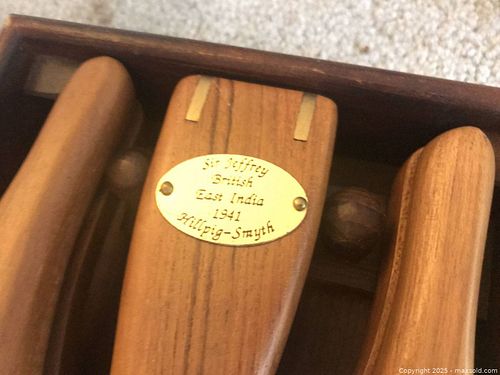 Sir Jeffrey
British
East India
1941
Hillpig-Smyth
Copyright 2025 - maxsold.com